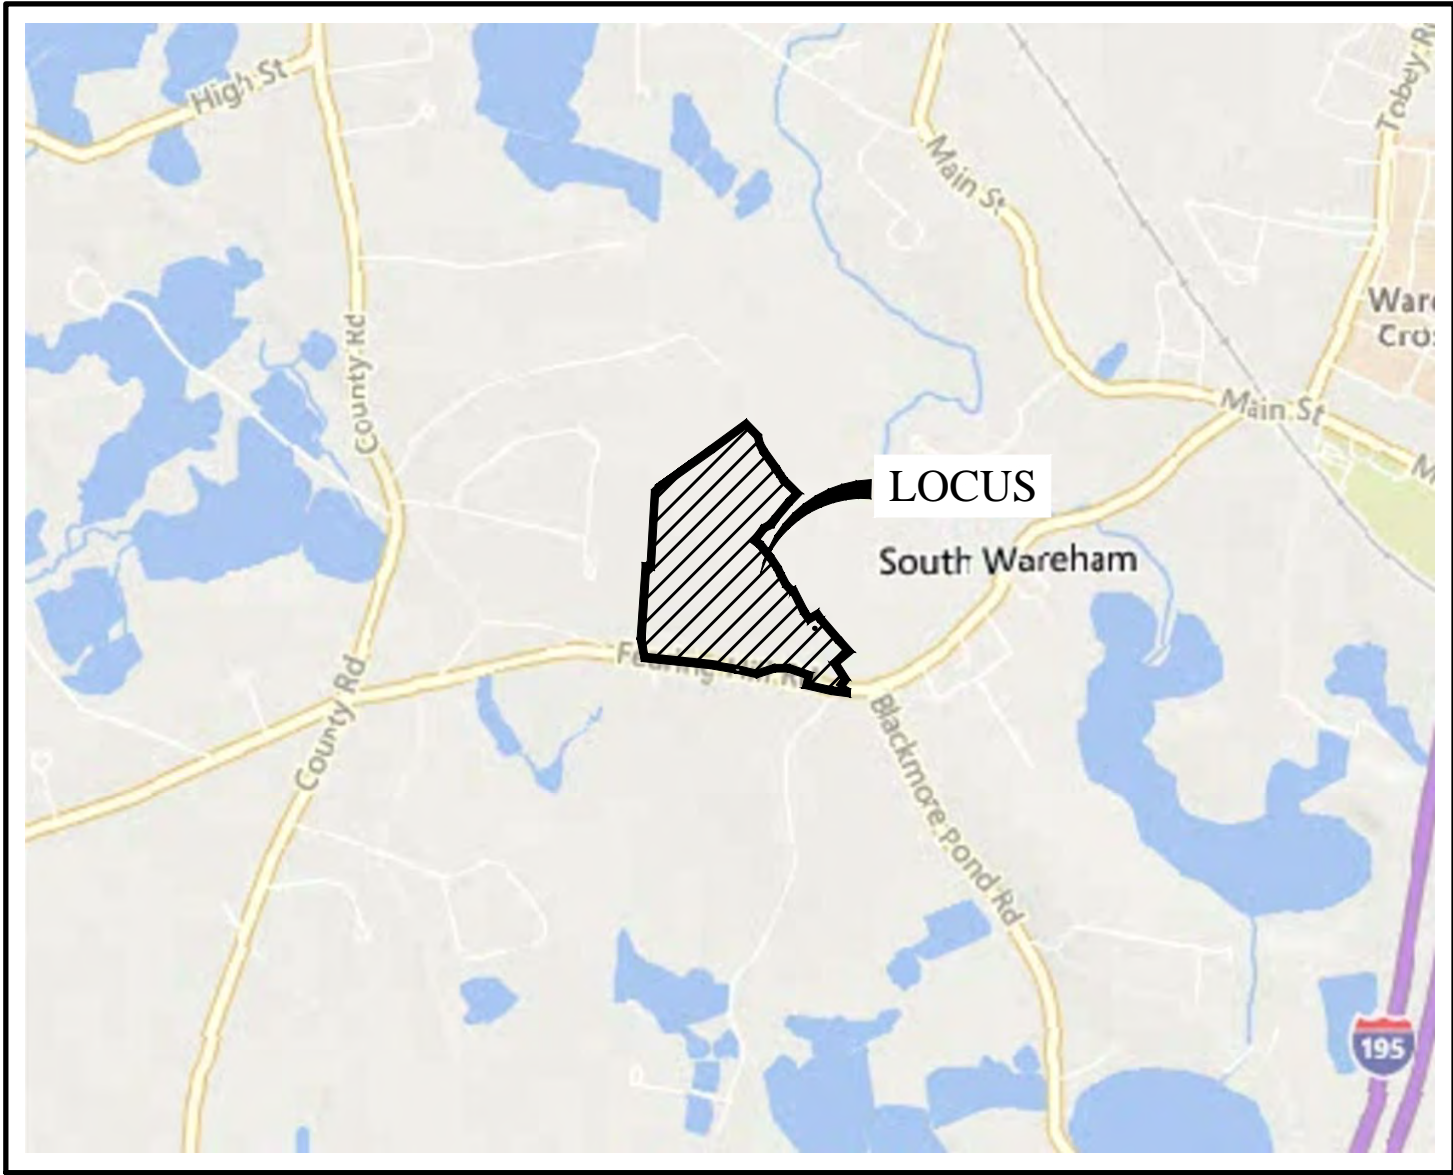 High St
Tobey R
Main St
Ware
Cro
County Rd
Main St
M
LOCUS
South Wareham
County Rd
Blackmore Pond Rd
195